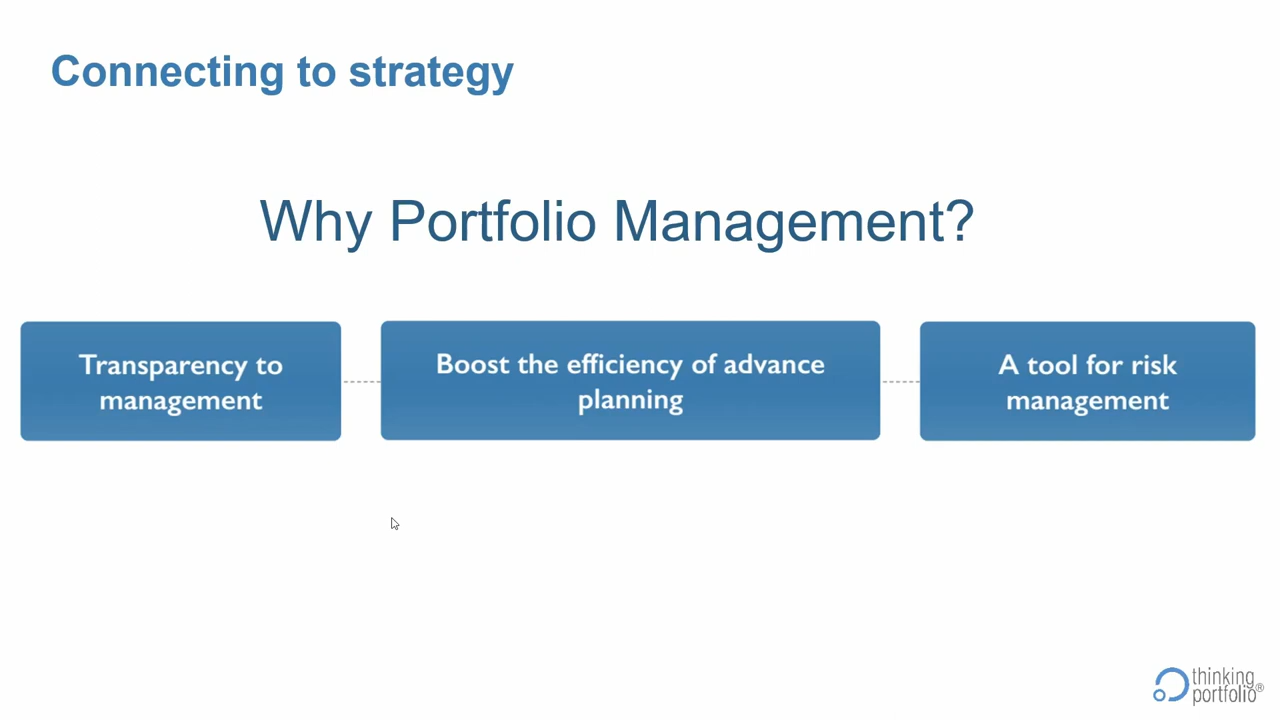 Connecting to strategy
Why Portfolio Management?
Transparency to
management
Boost the efficiency of advance
planning
A tool for risk
management
thinking
portfolio®